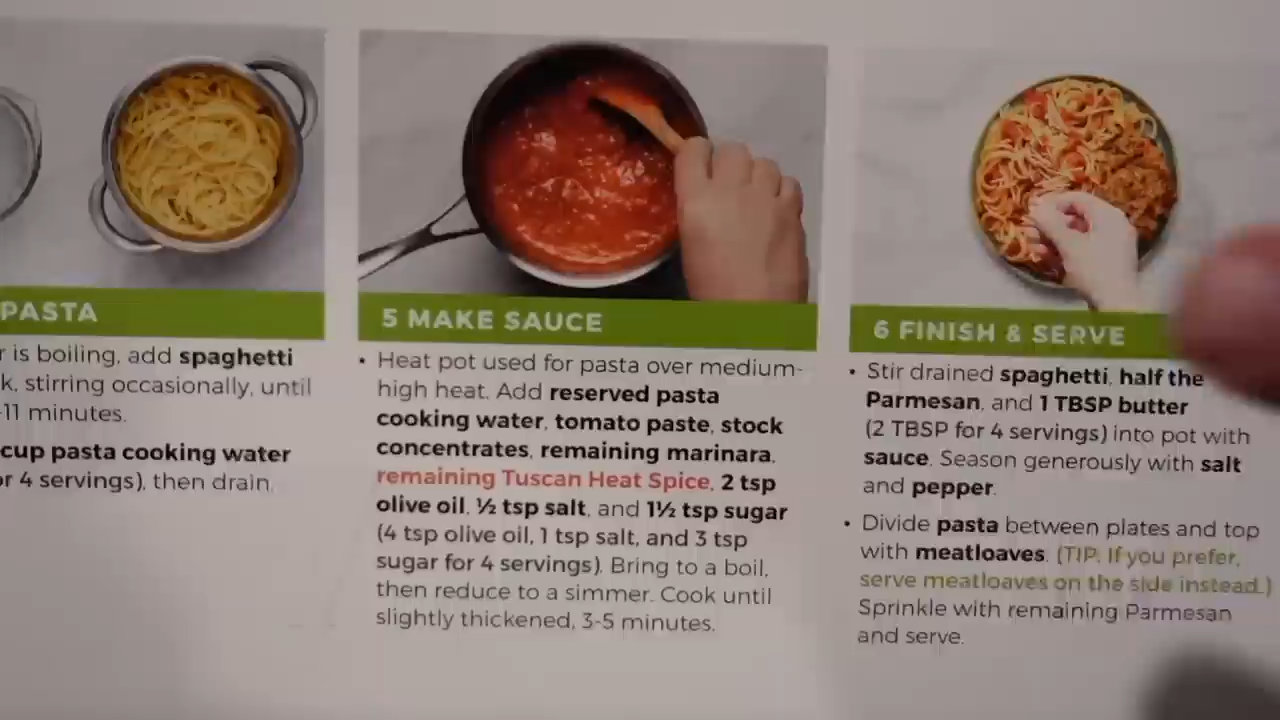 PASTA
r is boiling, add spaghetti
k, stirring occasionally, until
-11 minutes.
cup pasta cooking water
or 4 servings), then drain.
5 MAKE SAUCE
• Heat pot used for pasta over medium-
high heat. Add reserved pasta
cooking water, tomato paste, stock
concentrates, remaining marinara,
remaining Tuscan Heat Spice, 2 tsp
olive oil, ½ tsp salt, and 1½ tsp sugar
(4 tsp olive oil, 1 tsp salt, and 3 tsp
sugar for 4 servings). Bring to a boil,
then reduce to a simmer. Cook until
slightly thickened, 3-5 minutes.
6 FINISH & SERVE
• Stir drained spaghetti, half the
Parmesan, and 1 TBSP butter
(2 TBSP for 4 servings) into pot with
sauce. Season generously with salt
and pepper.
• Divide pasta between plates and top
with meatloaves. (TIP: If you prefer,
serve meatloaves on the side instead.)
Sprinkle with remaining Parmesan
and serve.